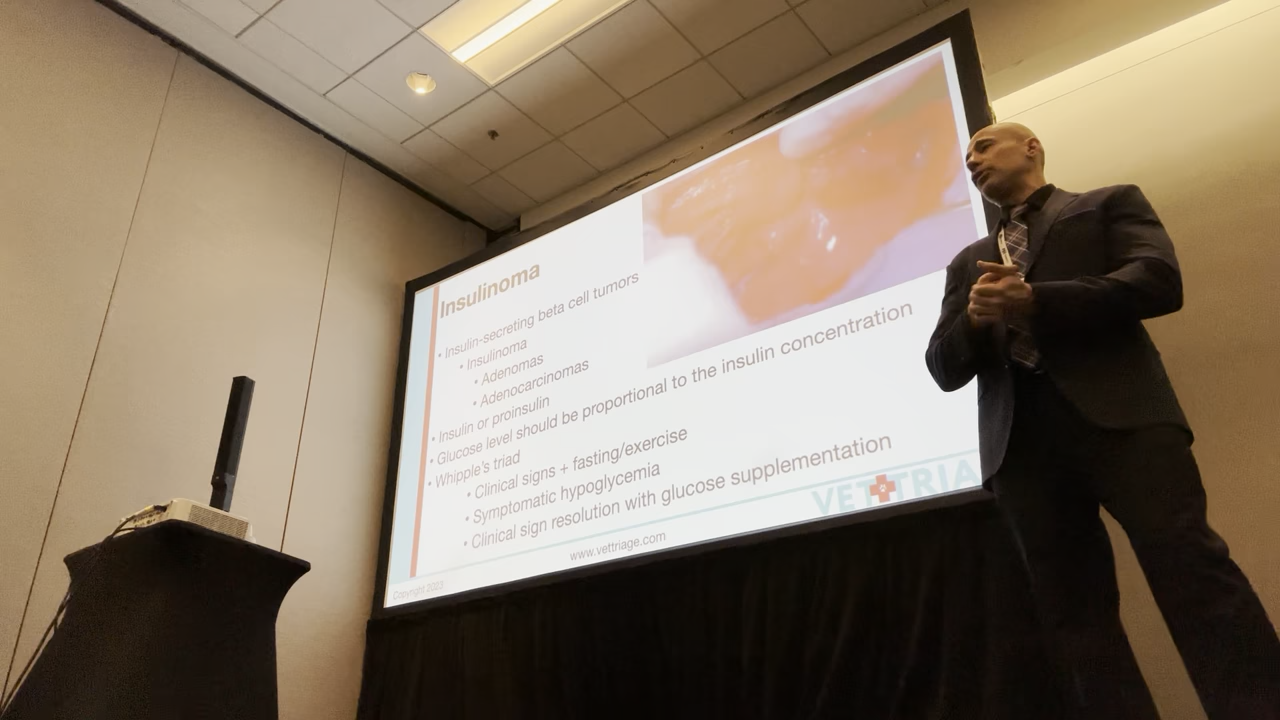 Insulinoma
• Insulin-secreting beta cell tumors
• Insulinoma
• Adenomas
• Adenocarcinomas
• Insulin or proinsulin
• Glucose level should be proportional to the insulin concentration
• Whipple's triad
• Clinical signs + fasting/exercise
• Symptomatic hypoglycemia
• Clinical sign resolution with glucose supplementation
VETTRIA
www.vettriage.com
Copyright 2022